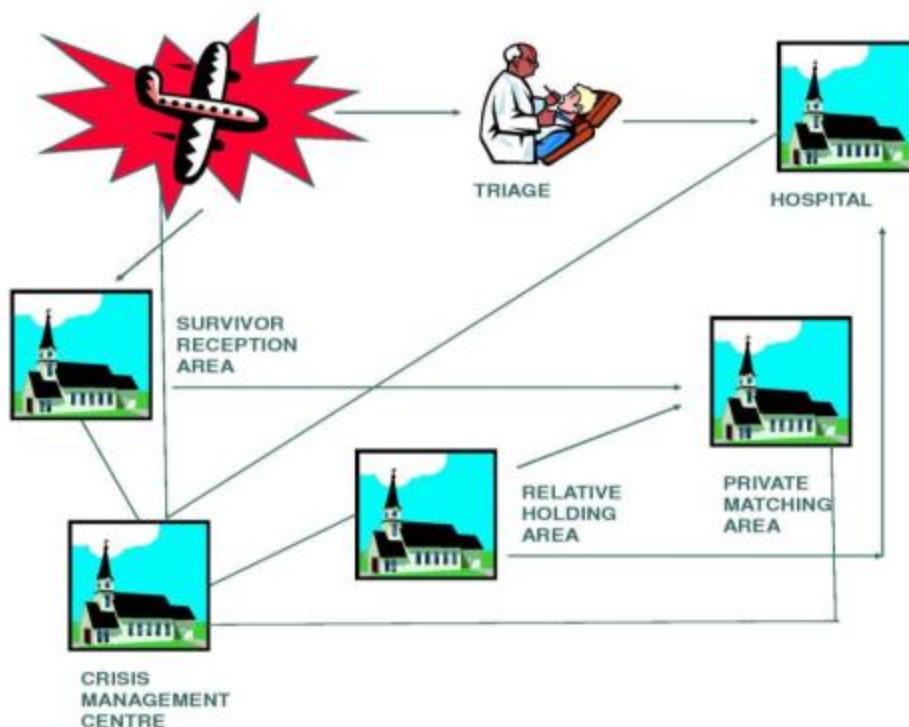 TRIAGE
HOSPITAL
SURVIVOR
RECEPTION
AREA
RELATIVE
HOLDING
AREA
PRIVATE
MATCHING
AREA
CRISIS
MANAGEMENT
CENTRE